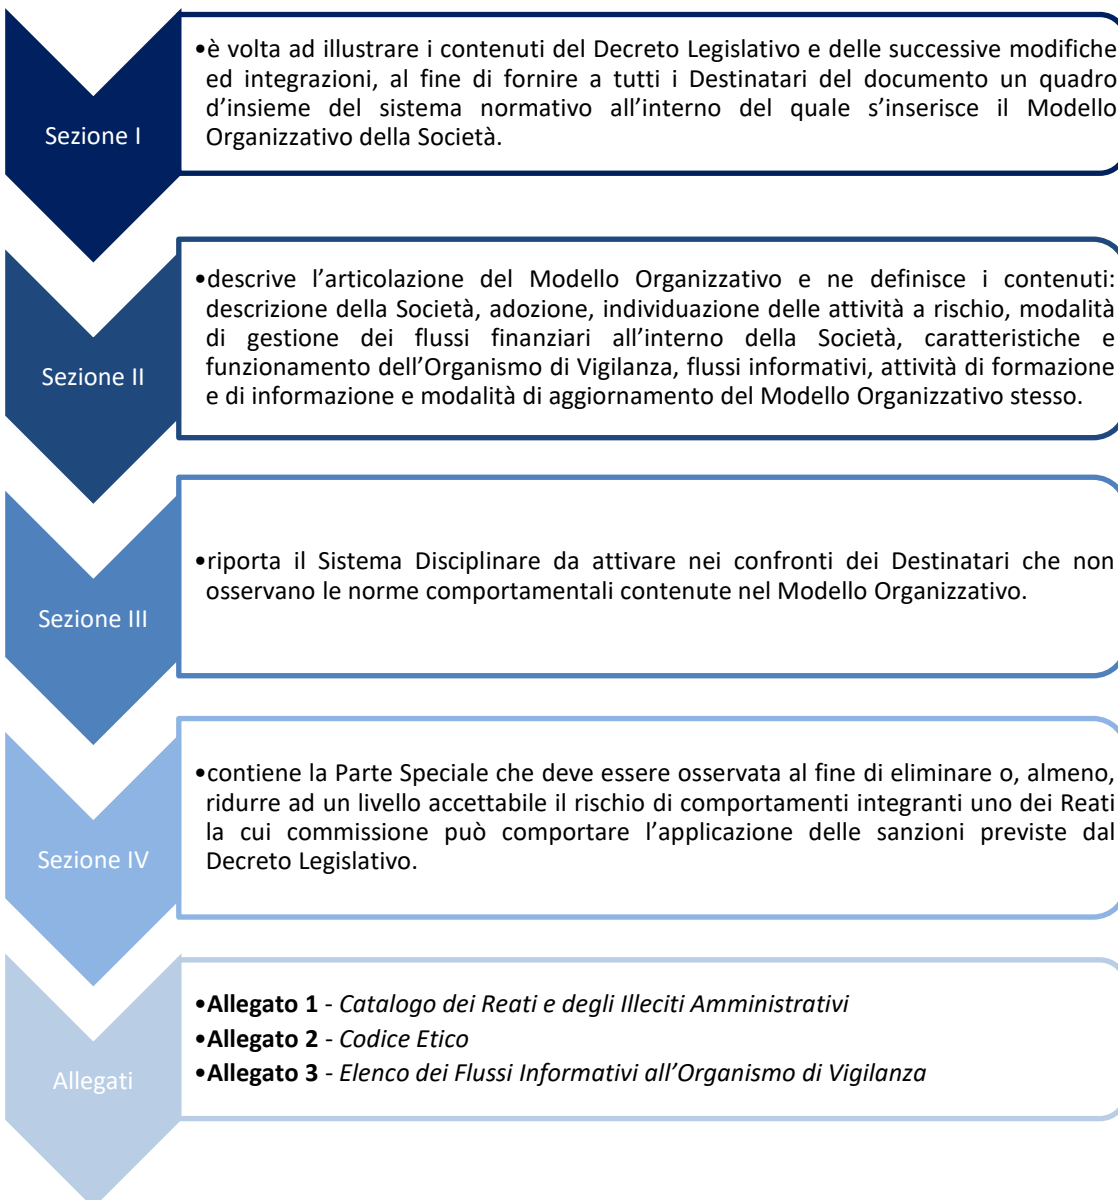 Sezione I
•è volta ad illustrare i contenuti del Decreto Legislativo e delle successive modifiche
ed integrazioni, al fine di fornire a tutti i Destinatari del documento un quadro
d’insieme del sistema normativo all’interno del quale s’inserisce il Modello
Organizzativo della Società.
Sezione II
•descrive l’articolazione del Modello Organizzativo e ne definisce i contenuti:
descrizione della Società, adozione, individuazione delle attività a rischio, modalità
di gestione dei flussi finanziari all’interno della Società, caratteristiche e
funzionamento dell’Organismo di Vigilanza, flussi informativi, attività di formazione
e di informazione e modalità di aggiornamento del Modello Organizzativo stesso.
Sezione III
•riporta il Sistema Disciplinare da attivare nei confronti dei Destinatari che non
osservano le norme comportamentali contenute nel Modello Organizzativo.
Sezione IV
•contiene la Parte Speciale che deve essere osservata al fine di eliminare o, almeno,
ridurre ad un livello accettabile il rischio di comportamenti integranti uno dei Reati
la cui commissione può comportare l’applicazione delle sanzioni previste dal
Decreto Legislativo.
Allegati
•Allegato 1 - Catalogo dei Reati e degli Illeciti Amministrativi
•Allegato 2 - Codice Etico
•Allegato 3 - Elenco dei Flussi Informativi all’Organismo di Vigilanza